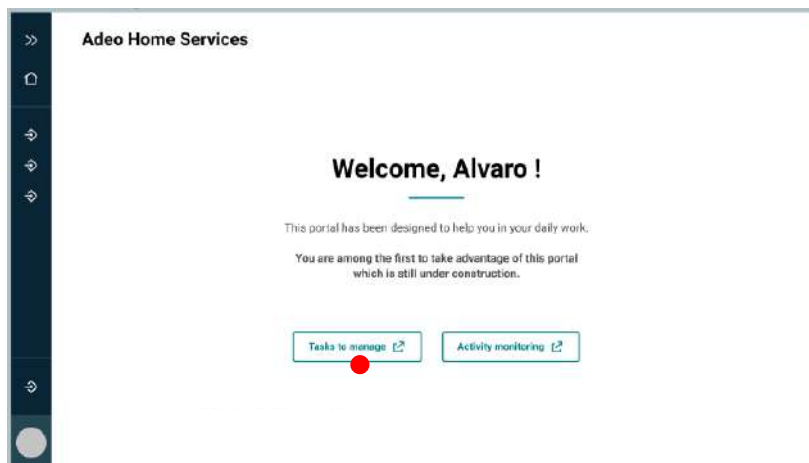 Adeo Home Services
Welcome, Alvaro !
This portal has been designed to help you in your daily work.
You are among the first to take advantage of this portal
which is still under construction.
Tasks to manage
Activity monitoring